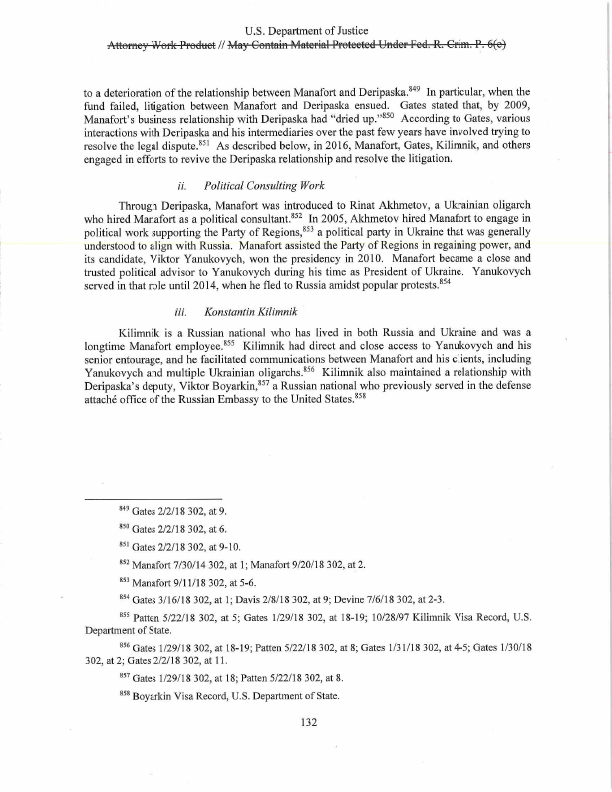 U.S. Department of Justice
Attorney Work Product // May Contain Material Protected Under Fed. R. Crim. P. 6(e)
to a deterioration of the relationship between Manafort and Deripaska.849 In particular, when the
fund failed, litigation between Manafort and Deripaska ensued. Gates stated that, by 2009,
Manafort's business relationship with Deripaska had "dried up."850 According to Gates, various
interactions with Deripaska and his intermediaries over the past few years have involved trying to
resolve the legal dispute.851 As described below, in 2016, Manafort, Gates, Kilimnik, and others
engaged in efforts to revive the Deripaska relationship and resolve the litigation.
ii. Political Consulting Work
Through Deripaska, Manafort was introduced to Rinat Akhmetov, a Ukrainian oligarch
who hired Manafort as a political consultant.852 In 2005, Akhmetov hired Manafort to engage in
political work supporting the Party of Regions,853 a political party in Ukraine that was generally
understood to align with Russia. Manafort assisted the Party of Regions in regaining power, and
its candidate, Viktor Yanukovych, won the presidency in 2010. Manafort became a close and
trusted political advisor to Yanukovych during his time as President of Ukraine. Yanukovych
served in that role until 2014, when he fled to Russia amidst popular protests.854
iii. Konstantin Kilimnik
Kilimnik is a Russian national who has lived in both Russia and Ukraine and was a
longtime Manafort employee.855 Kilimnik had direct and close access to Yanukovych and his
senior entourage, and he facilitated communications between Manafort and his clients, including
Yanukovych and multiple Ukrainian oligarchs.856 Kilimnik also maintained a relationship with
Deripaska's deputy, Viktor Boyarkin,857 a Russian national who previously served in the defense
attaché office of the Russian Embassy to the United States.858
849 Gates 2/2/18 302, at 9.
850 Gates 2/2/18 302, at 6.
851 Gates 2/2/18 302, at 9-10.
852 Manafort 7/30/14 302, at 1; Manafort 9/20/18 302, at 2.
853 Manafort 9/11/18 302, at 5-6.
854 Gates 3/16/18 302, at 1; Davis 2/8/18 302, at 9; Devine 7/6/18 302, at 2-3.
855 Patten 5/22/18 302, at 5; Gates 1/29/18 302, at 18-19; 10/28/97 Kilimnik Visa Record, U.S.
Department of State.
856 Gates 1/29/18 302, at 18-19; Patten 5/22/18 302, at 8; Gates 1/31/18 302, at 4-5; Gates 1/30/18
302, at 2; Gates 2/2/18 302, at 11.
857 Gates 1/29/18 302, at 18; Patten 5/22/18 302, at 8.
858 Boyarkin Visa Record, U.S. Department of State.
132